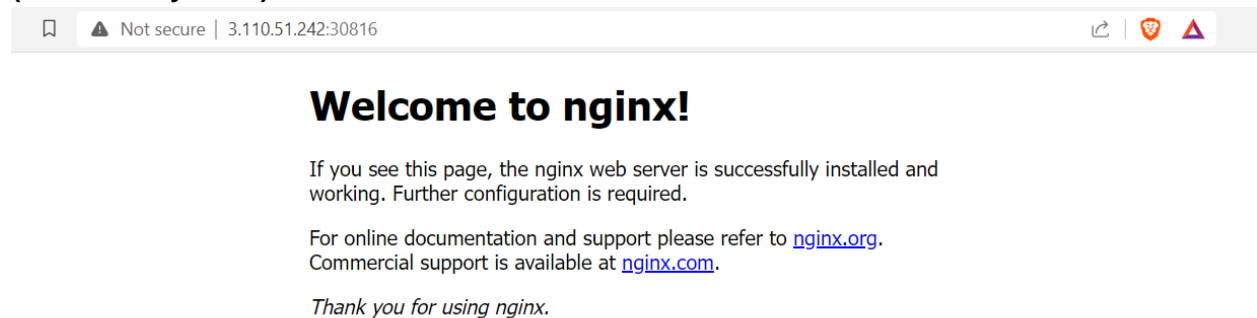 Not secure | 3.110.51.242:30816
Welcome to nginx!
If you see this page, the nginx web server is successfully installed and
working. Further configuration is required.
For online documentation and support please refer to nginx.org.
Commercial support is available at nginx.com.
Thank you for using nginx.